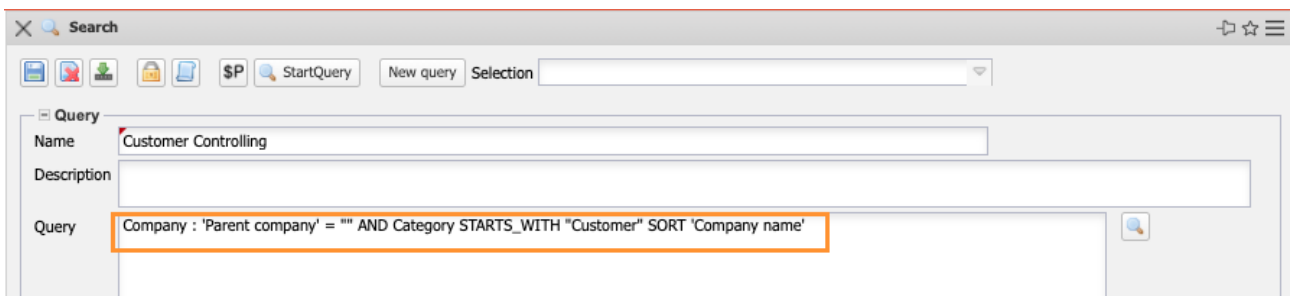 Search
$P StartQuery New query Selection
Query
Name Customer Controlling
Description
Query Company : 'Parent company' = "" AND Category STARTS_WITH "Customer" SORT 'Company name'